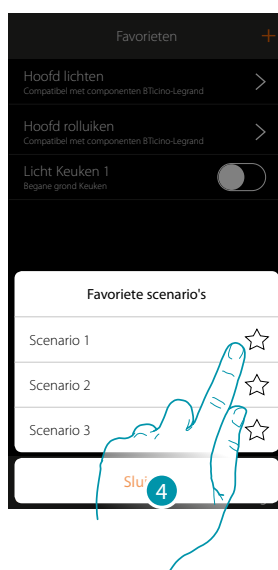 Favorieten +
Hoofd lichten
Compatibel met componenten BTicino-Legrand
Hoofd rolluiken
Compatibel met componenten BTicino-Legrand
Licht Keuken 1
Begane grond Keuken
Favoriete scenario's
Scenario 1
Scenario 2
Scenario 3
4